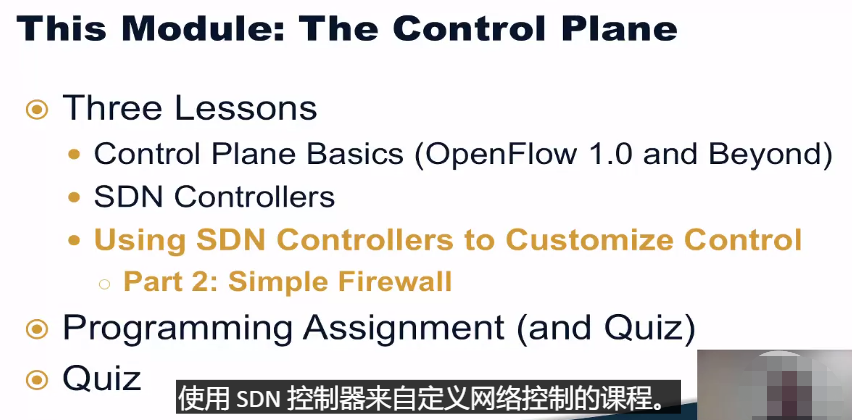 This Module: The Control Plane
Three Lessons
Control Plane Basics (OpenFlow 1.0 and Beyond)
SDN Controllers
Using SDN Controllers to Customize Control
Part 2: Simple Firewall
Programming Assignment (and Quiz)
Quiz
使用 SDN 控制器来自定义网络控制的课程。